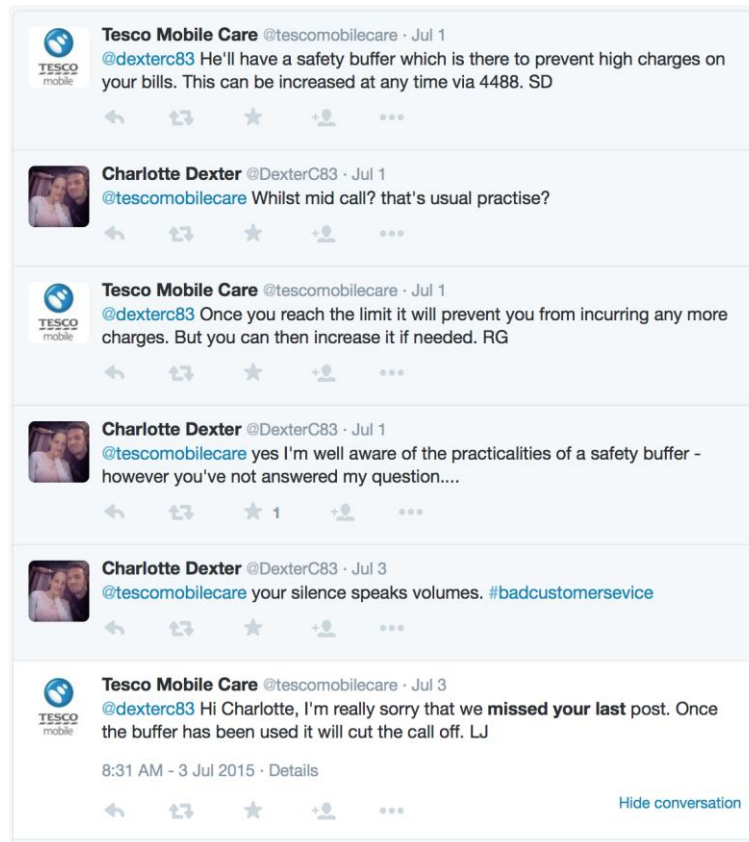 Tesco Mobile Care @tescomobilecare · Jul 1
@dexterc83 He'll have a safety buffer which is there to prevent high charges on
your bills. This can be increased at any time via 4488. SD
TESCO
mobile
Charlotte Dexter @DexterC83 · Jul 1
@tescomobilecare Whilst mid call? that's usual practise?
Tesco Mobile Care @tescomobilecare · Jul 1
@dexterc83 Once you reach the limit it will prevent you from incurring any more
charges. But you can then increase it if needed. RG
TESCO
mobile
Charlotte Dexter @DexterC83 · Jul 1
@tescomobilecare yes I'm well aware of the practicalities of a safety buffer -
however you've not answered my question....
1
Charlotte Dexter @DexterC83 · Jul 3
@tescomobilecare your silence speaks volumes. #badcustomersevice
Tesco Mobile Care @tescomobilecare · Jul 3
@dexterc83 Hi Charlotte, I'm really sorry that we missed your last post. Once
the buffer has been used it will cut the call off. LJ
TESCO
mobile
8:31 AM - 3 Jul 2015 · Details
Hide conversation